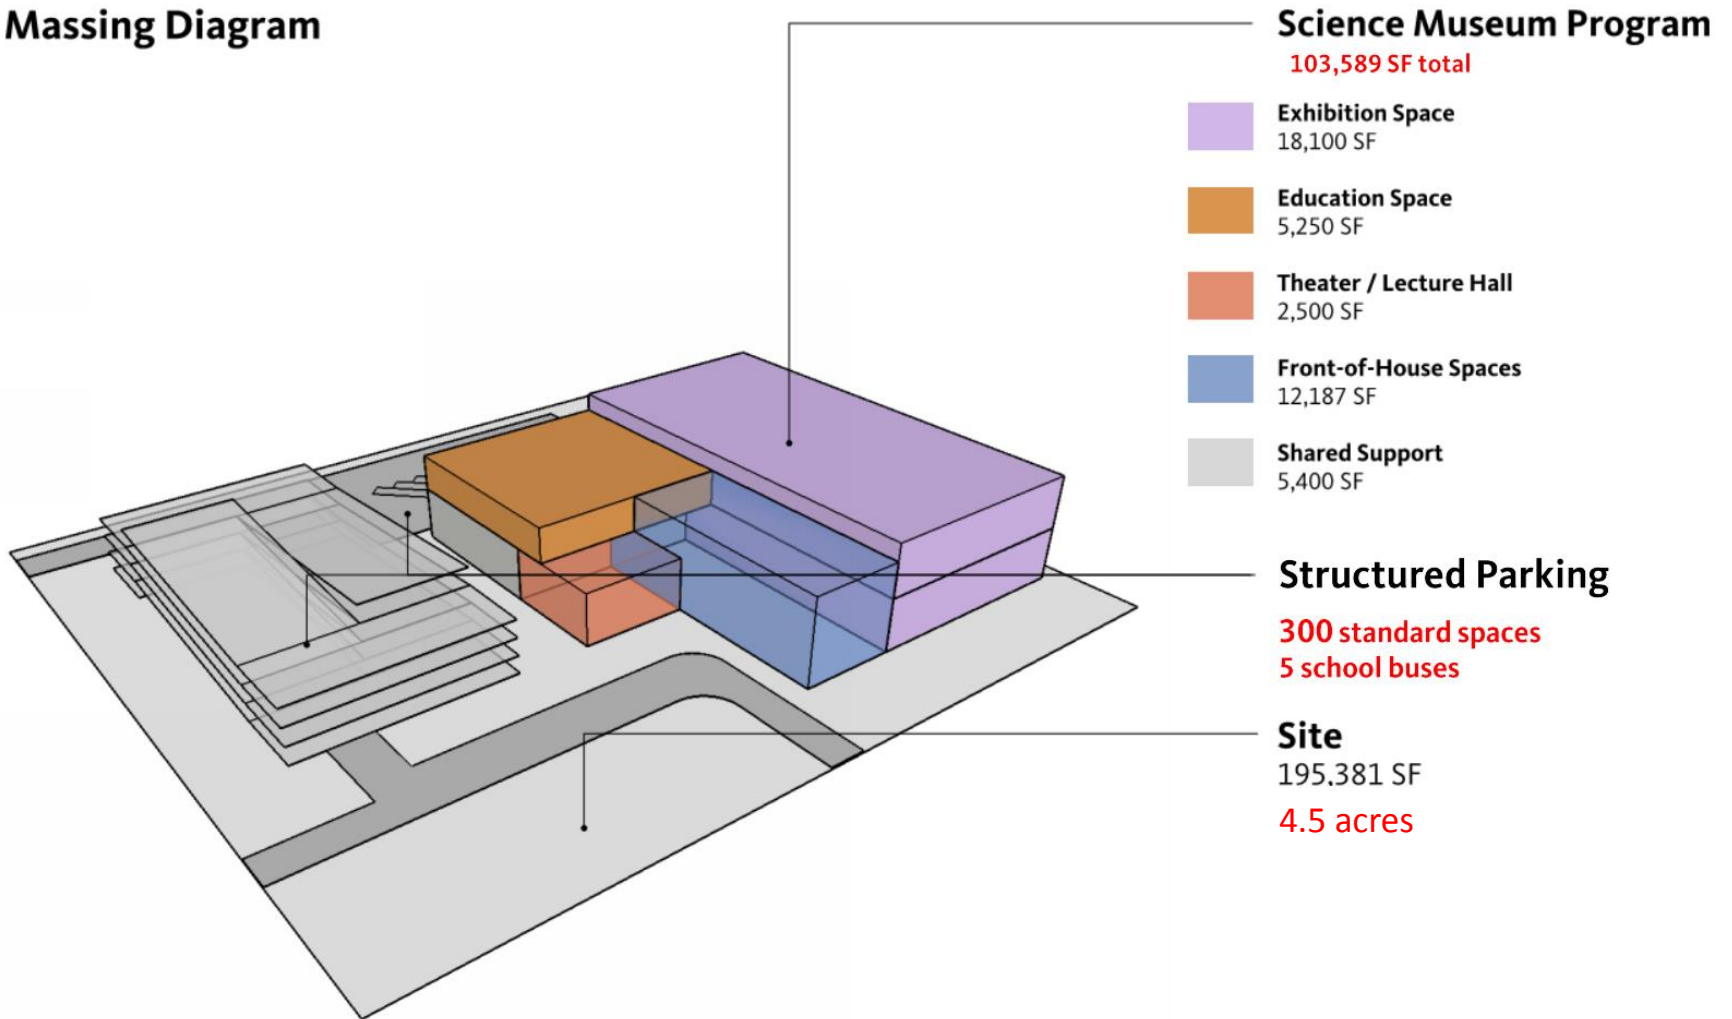 Massing Diagram
Science Museum Program
103,589 SF total
Exhibition Space
18,100 SF
Education Space
5,250 SF
Theater / Lecture Hall
2,500 SF
Front-of-House Spaces
12,187 SF
Shared Support
5,400 SF
Structured Parking
300 standard spaces
5 school buses
Site
195,381 SF
4.5 acres